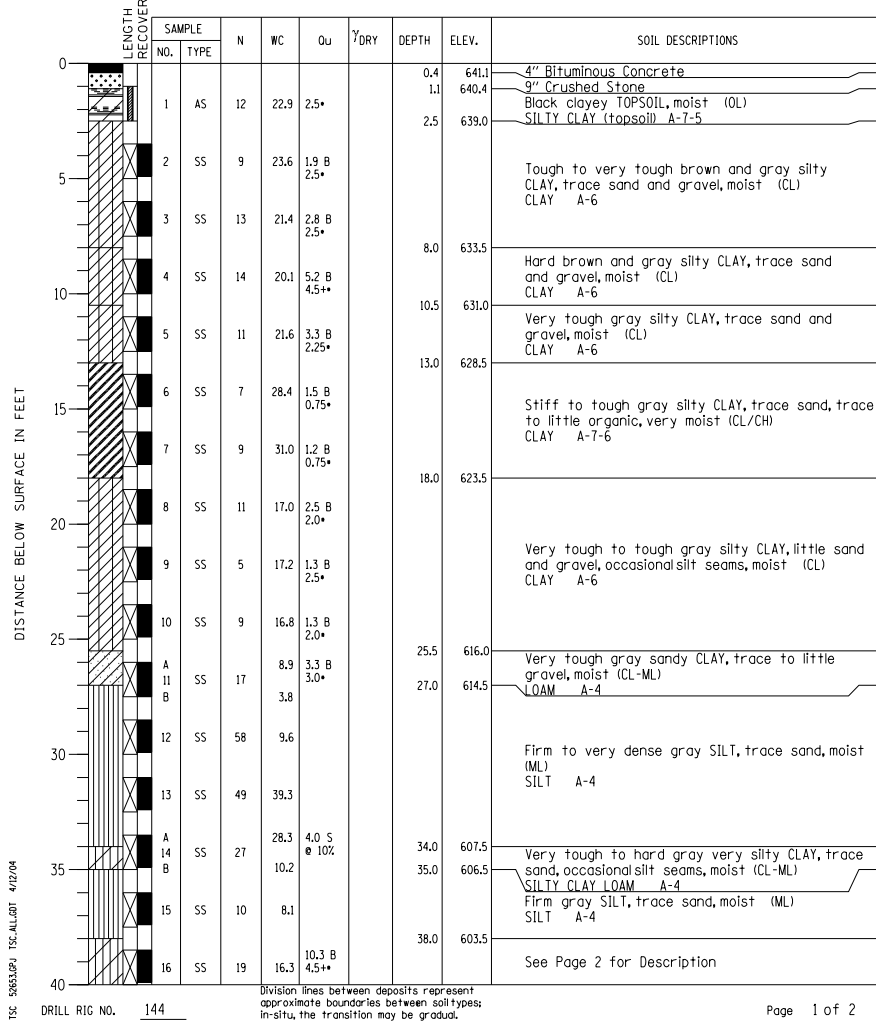 LENGTH
RECOVERY
SAMPLE
NO. TYPE N WC Qu γDRY DEPTH ELEV. SOIL DESCRIPTIONS
0
0.4 641.1 4" Bituminous Concrete
1.1 640.4 9" Crushed Stone
1 AS 12 22.9 2.5* Black clayey TOPSOIL, moist (OL)
2.5 639.0 SILTY CLAY (topsoil) A-7-5
2 SS 9 23.6 1.9 B
2.5*
5
Tough to very tough brown and gray silty
CLAY, trace sand and gravel, moist (CL)
CLAY A-6
3 SS 13 21.4 2.8 B
2.5*
8.0 633.5
4 SS 14 20.1 5.2 B
4.5+*
Hard brown and gray silty CLAY, trace sand
and gravel, moist (CL)
CLAY A-6
10
10.5 631.0
5 SS 11 21.6 3.3 B
2.25*
Very tough gray silty CLAY, trace sand and
gravel, moist (CL)
CLAY A-6
13.0 628.5
6 SS 7 28.4 1.5 B
0.75*
15
Stiff to tough gray silty CLAY, trace sand, trace
to little organic, very moist (CL/CH)
CLAY A-7-6
7 SS 9 31.0 1.2 B
0.75*
18.0 623.5
8 SS 11 17.0 2.5 B
2.0*
20
9 SS 5 17.2 1.3 B
2.5*
Very tough to tough gray silty CLAY, little sand
and gravel, occasional silt seams, moist (CL)
CLAY A-6
10 SS 9 16.8 1.3 B
2.0*
25
25.5 616.0
A 8.9 3.3 B
11 SS 17 3.0*
B 3.8
Very tough gray sandy CLAY, trace to little
gravel, moist (CL-ML)
27.0 614.5 LOAM A-4
12 SS 58 9.6
30
Firm to very dense gray SILT, trace sand, moist
(ML)
SILT A-4
13 SS 49 39.3
A 28.3 4.0 S
14 SS 27 @ 10%
B 10.2
34.0 607.5
Very tough to hard gray very silty CLAY, trace
35 35.0 606.5 sand, occasional silt seams, moist (CL-ML)
SILTY CLAY LOAM A-4
15 SS 10 8.1
Firm gray SILT, trace sand, moist (ML)
SILT A-4
38.0 603.5
16 SS 19 16.3 10.3 B
4.5+*
See Page 2 for Description
40
DISTANCE BELOW SURFACE IN FEET
TSC 52653.GPJ TSC_ALL.GDT 4/12/04
DRILL RIG NO. 144
Division lines between deposits represent
approximate boundaries between soil types;
in-situ, the transition may be gradual.
Page 1 of 2